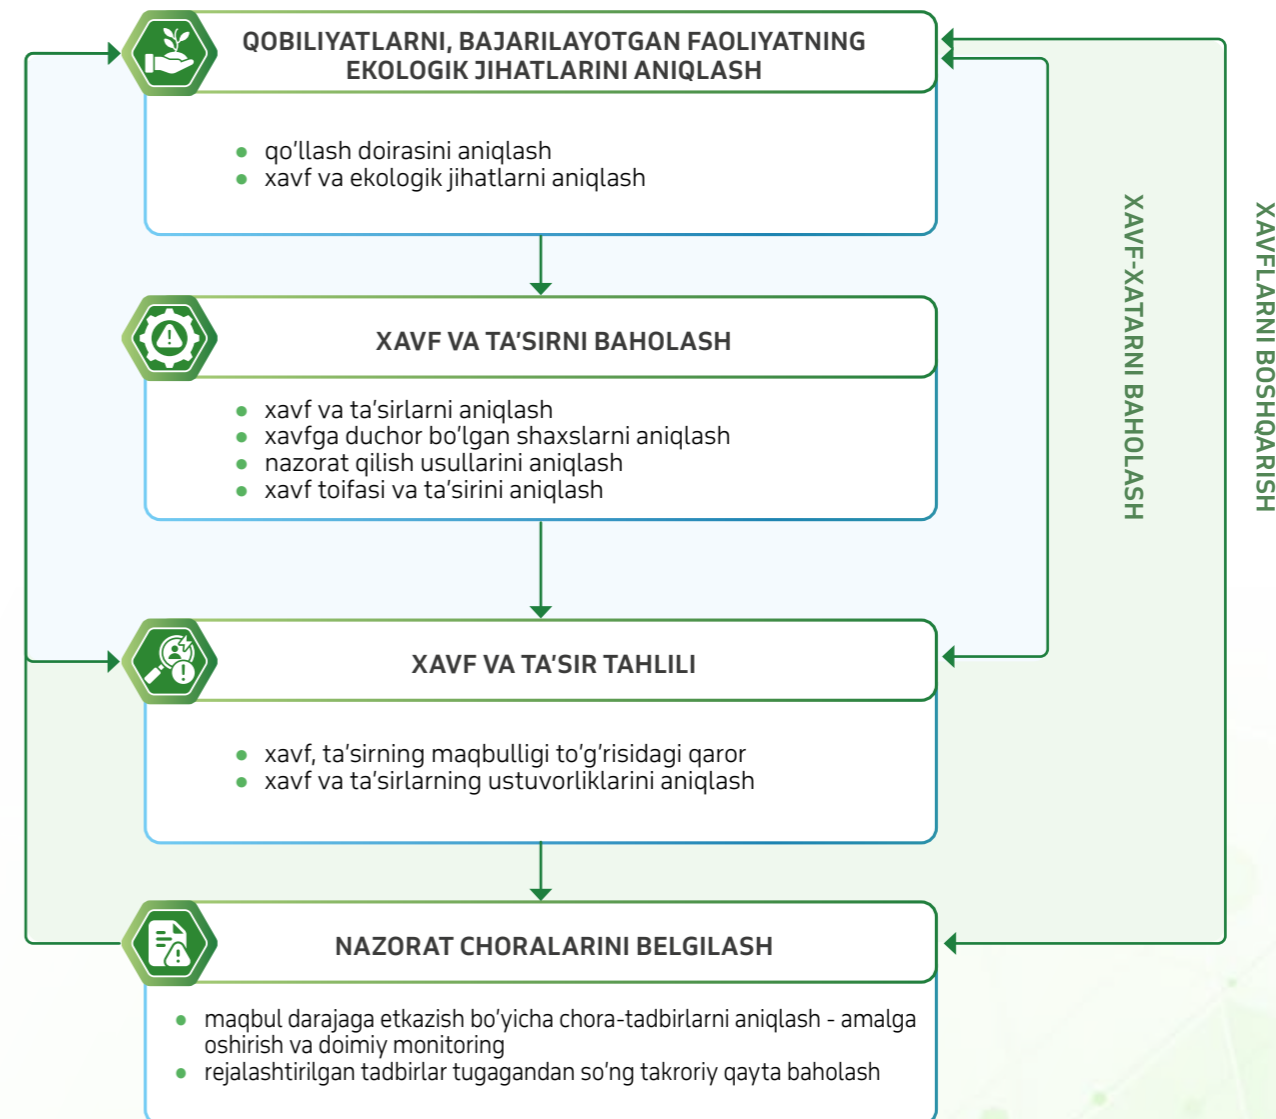 QOBILIYATLARNI, BAJARILAYOTGAN FAOLIYATNING
EKOLOGIK JIHATLARINI ANIQLASH
qo'llash doirasini aniqlash
xavf va ekologik jihatlarni aniqlash
XAVF VA TA'SIRNI BAHOLASH
xavf va ta'sirlarni aniqlash
xavfga duchor bo'lgan shaxslarni aniqlash
nazorat qilish usullarini aniqlash
xavf toifasi va ta'sirini aniqlash
XAVF VA TA'SIR TAHLILI
xavf, ta'sirning maqbulligi to'g'risidagi qaror
xavf va ta'sirlarning ustuvorliklarini aniqlash
NAZORAT CHORALARINI BELGILASH
maqbul darajaga etkazish bo'yicha chora-tadbirlarni aniqlash - amalga
oshirish va doimiy monitoring
rejalashtirilgan tadbirlar tugagandan so'ng takroriy qayta baholash
XAVF-XATARNI BAHOLASH
XAVFLARNI BOSHQARISH